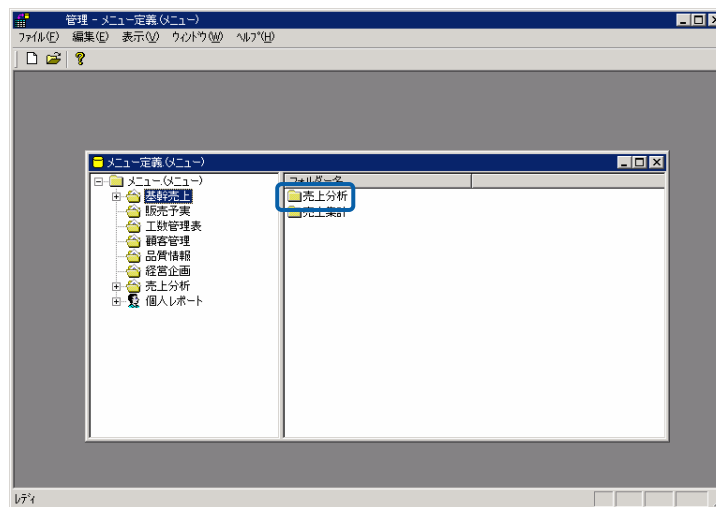 管理 - メニュー定義.(メニュー)
ファイル(F) 編集(E) 表示(V) ウィンドウ(W) ヘルプ(H)
メニュー定義.(メニュー)
メニュー.(メニュー)
基幹売上
販売予実
工数管理表
顧客管理
品質情報
経営企画
売上分析
個人レポート
フォルダー名
売上分析
売上集計
レディ